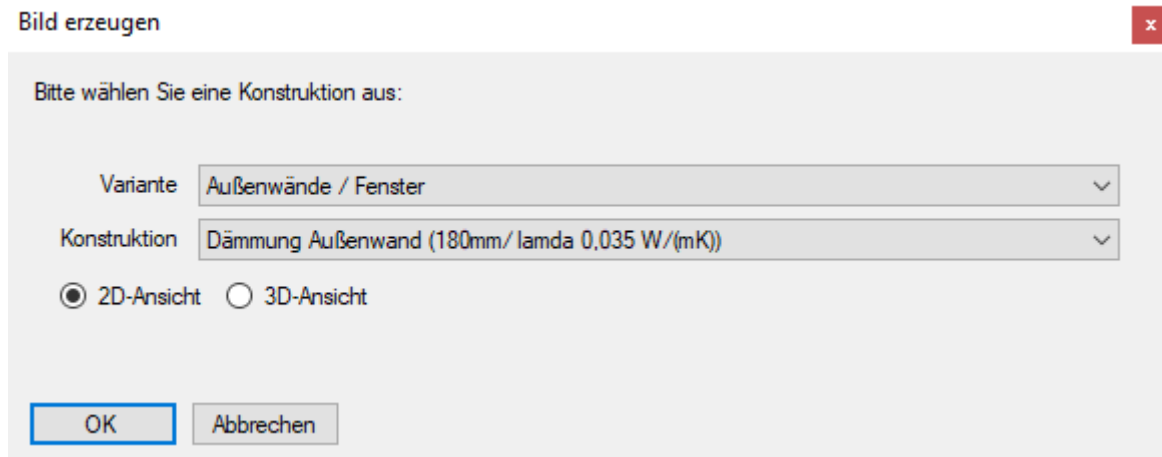 Bild erzeugen
x
Bitte wählen Sie eine Konstruktion aus:
Variante Außenwände / Fenster
Konstruktion Dämmung Außenwand (180mm/ lamda 0,035 W/(mK))
2D-Ansicht 3D-Ansicht
OK Abbrechen